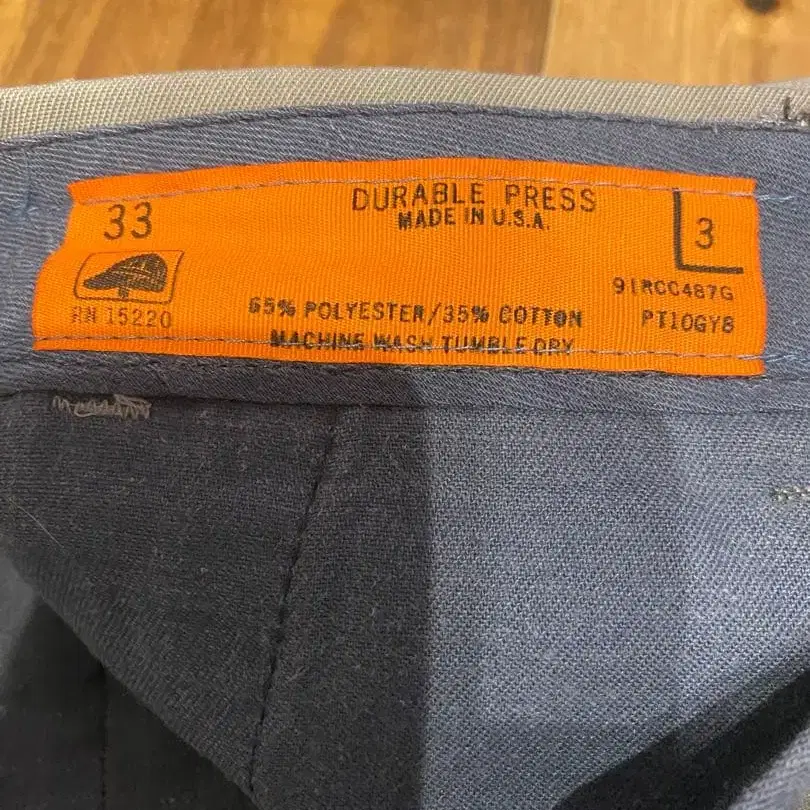 33
DURABLE PRESS
MADE IN U.S.A.
3
RN 15220
65% POLYESTER/35% COTTON
MACHINE WASH TUMBLE DRY
91RCC487G
PT10GY8